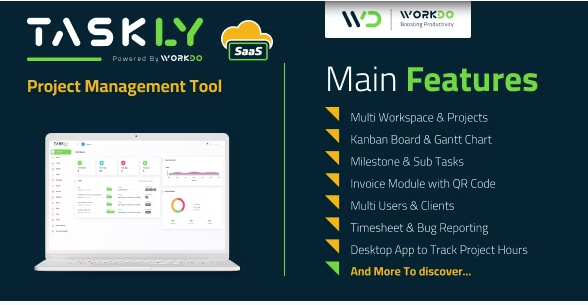 TASKLY
Powered By WORKDO
SaaS
Project Management Tool
TASKLY
WD
WORKDO
Boosting Productivity
Main Features
Multi Workspace & Projects
Kanban Board & Gantt Chart
Milestone & Sub Tasks
Invoice Module with QR Code
Multi Users & Clients
Timesheet & Bug Reporting
Desktop App to Track Project Hours
And More To discover...